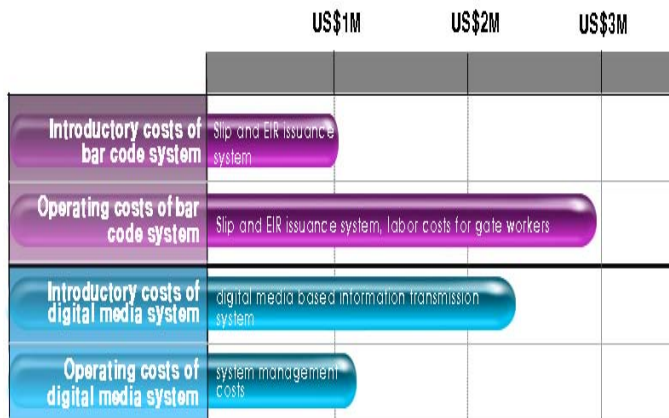 US$1M US$2M US$3M
Introductory costs of
bar code system
Slip and EIR issuance
system
Operating costs of bar
code system
Slip and EIR issuance system, labor costs for gate workers
Introductory costs of
digital media system
digital media based information transmission
system
Operating costs of
digital media system
system management
costs